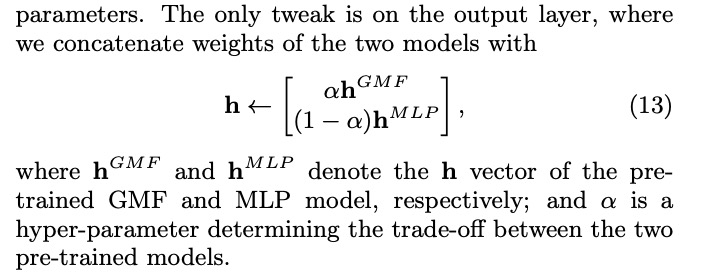 parameters. The only tweak is on the output layer, where
we concatenate weights of the two models with
h ← [ αh^GMF
(1 − α)h^MLP ] , (13)
where h^GMF and h^MLP denote the h vector of the pre-
trained GMF and MLP model, respectively; and α is a
hyper-parameter determining the trade-off between the two
pre-trained models.